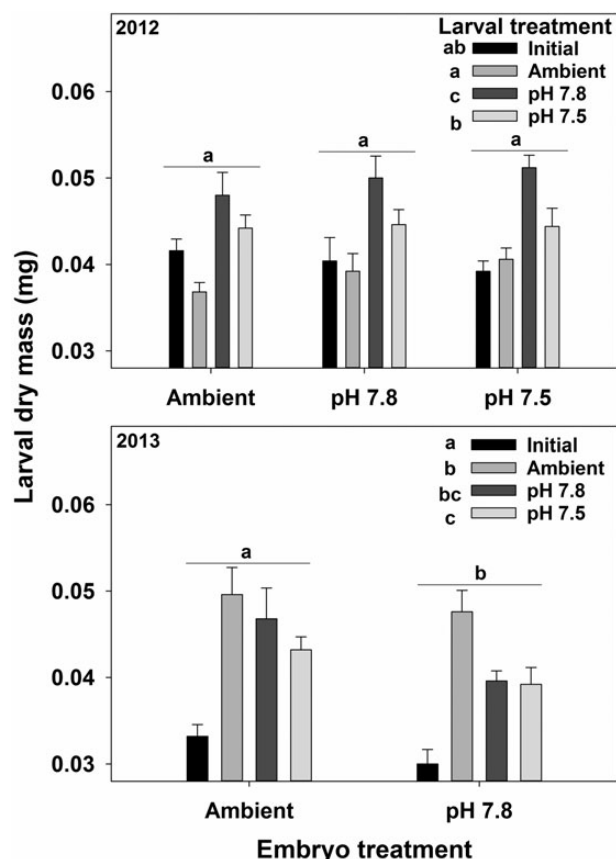 2012
Larval treatment
ab Initial
a Ambient
c pH 7.8
b pH 7.5
0.06
0.05
0.04
0.03
a
a
a
Ambient
pH 7.8
pH 7.5
Larval dry mass (mg)
2013
a Initial
b Ambient
bc pH 7.8
c pH 7.5
0.06
0.05
0.04
0.03
a
b
Ambient
pH 7.8
Embryo treatment